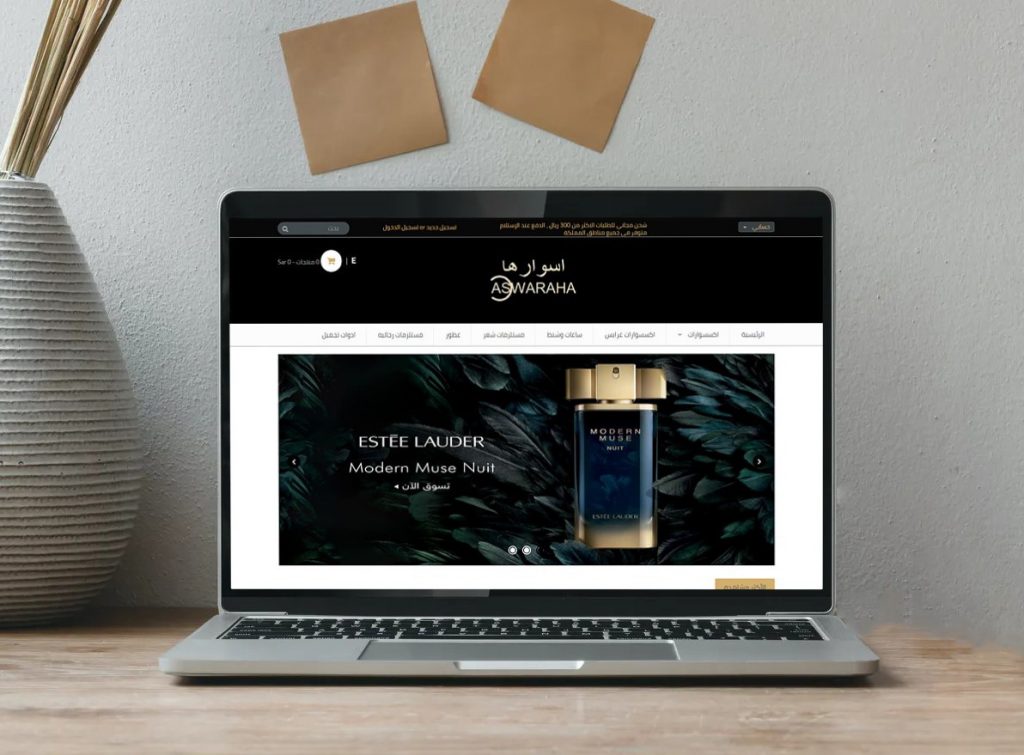 حسابي
شحن مجاني للطلبات الاكثر من 300 ريال , الدفع عند الإستلام
متوفر في جميع مناطق المملكة
تسجيل جديد or تسجيل الدخول
بحث
E |
0 منتجات - Sar 0
اسوارها
ASWARAHA
الرئيسية
اكسسوارات
اكسسوارات عرايس
ساعات وشنط
مستلزمات شعر
عطور
مستلزمات رجالية
ادوات تجميل
ESTĒE LAUDER
Modern Muse Nuit
تسوق الآن
MODERN
MUSE
NUIT
ESTĒE LAUDER
الأكثر مشاهدة